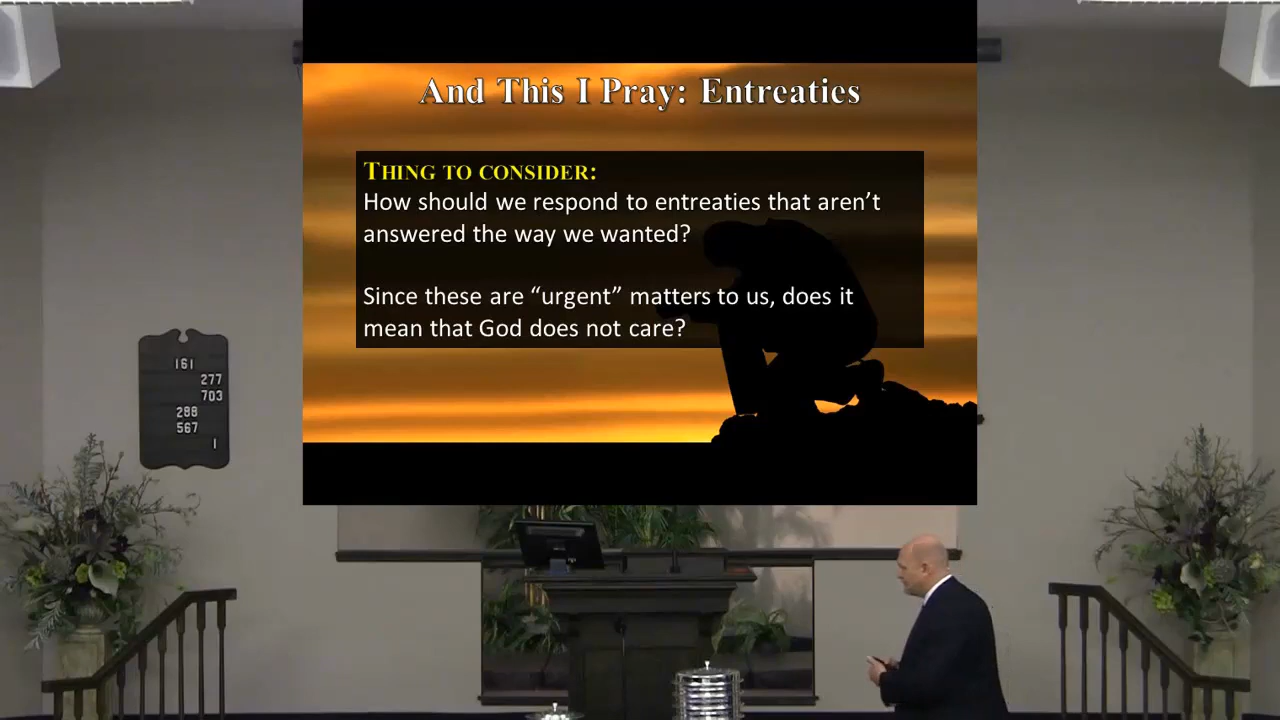 And This I Pray: Entreaties
THING TO CONSIDER:
How should we respond to entreaties that aren’t
answered the way we wanted?
Since these are “urgent” matters to us, does it
mean that God does not care?
161
277
703
288
567
1